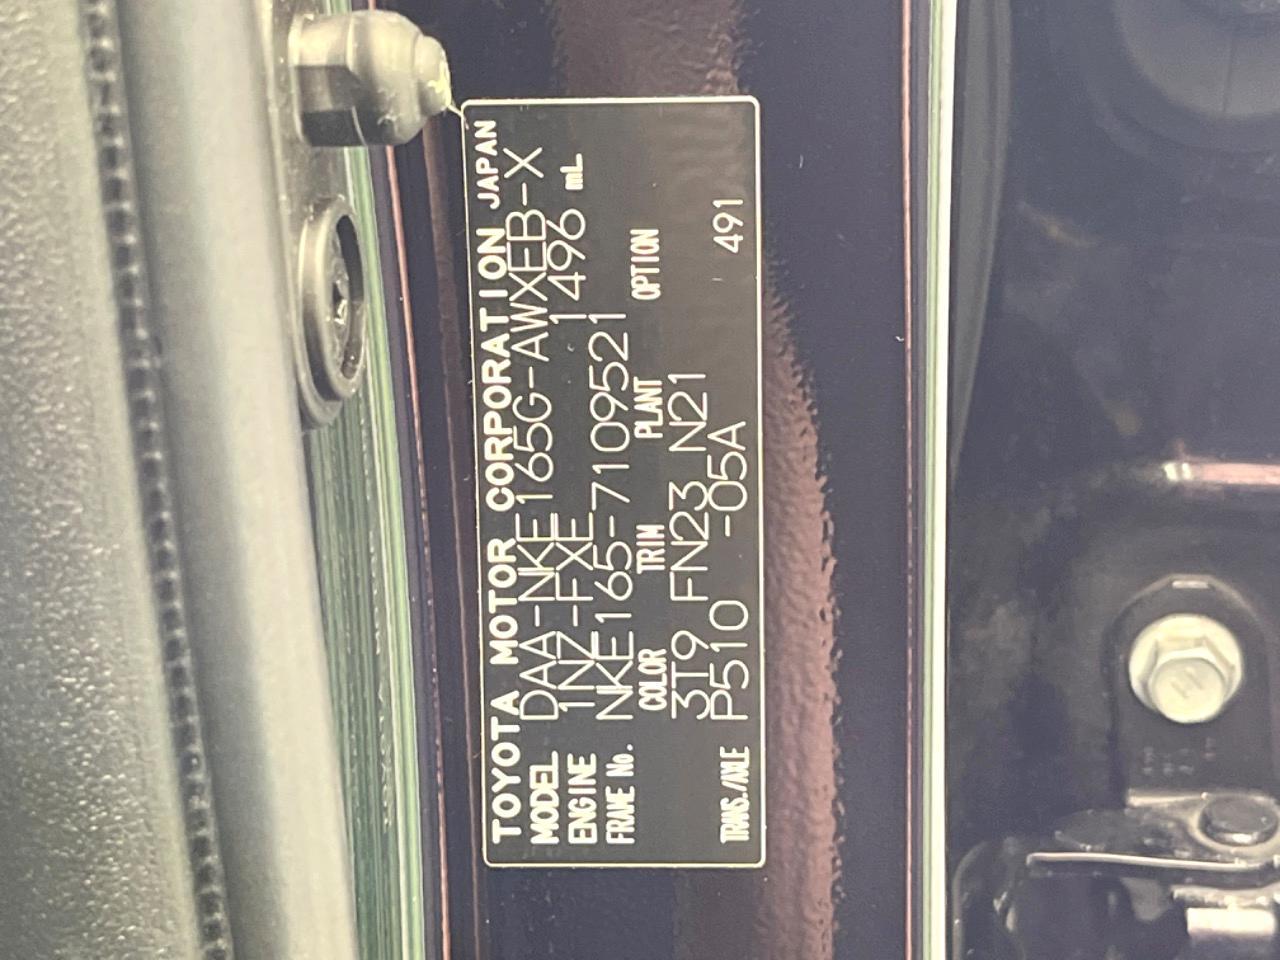 TOYOTA MOTOR CORPORATION JAPAN
MODEL DAA-NKE165G-AWXEB-X
ENGINE 1NZ-FXE 1496 mL
FRAME No. NKE165-7109521
COLOR TRIM PLANT OPTION
3T9 FN23 N21
TRANS./AXLE P510 -05A 491